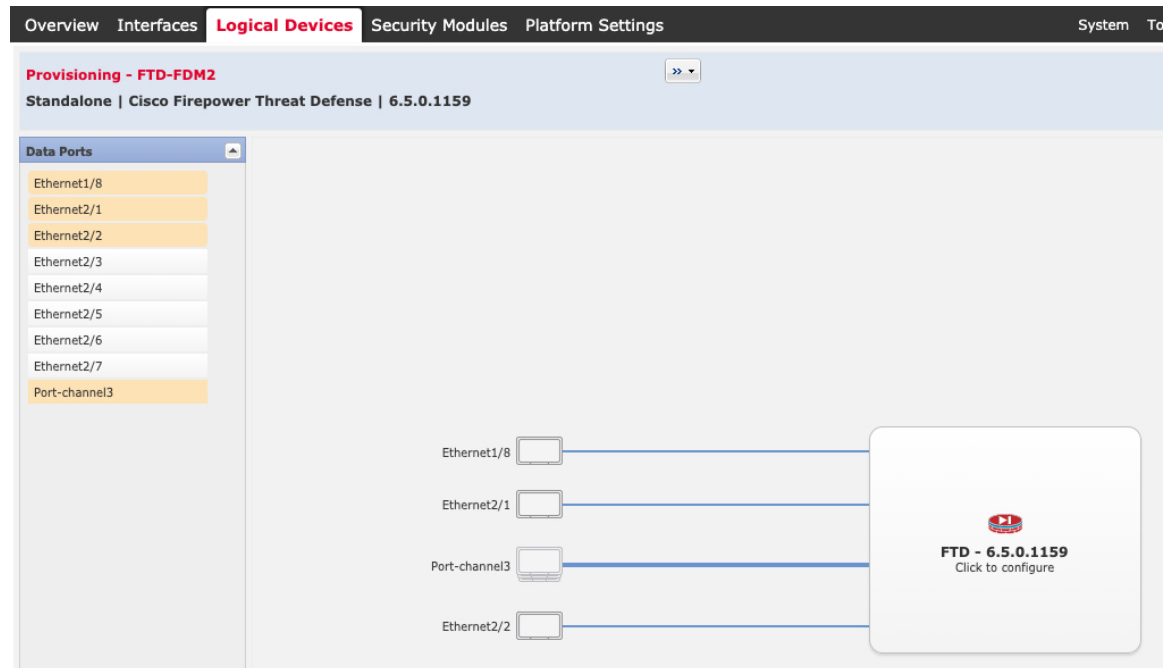 Overview Interfaces Logical Devices Security Modules Platform Settings System To
Provisioning - FTD-FDM2
Standalone | Cisco Firepower Threat Defense | 6.5.0.1159
Data Ports
Ethernet1/8
Ethernet2/1
Ethernet2/2
Ethernet2/3
Ethernet2/4
Ethernet2/5
Ethernet2/6
Ethernet2/7
Port-channel3
Ethernet1/8
Ethernet2/1
Port-channel3
Ethernet2/2
FTD - 6.5.0.1159
Click to configure